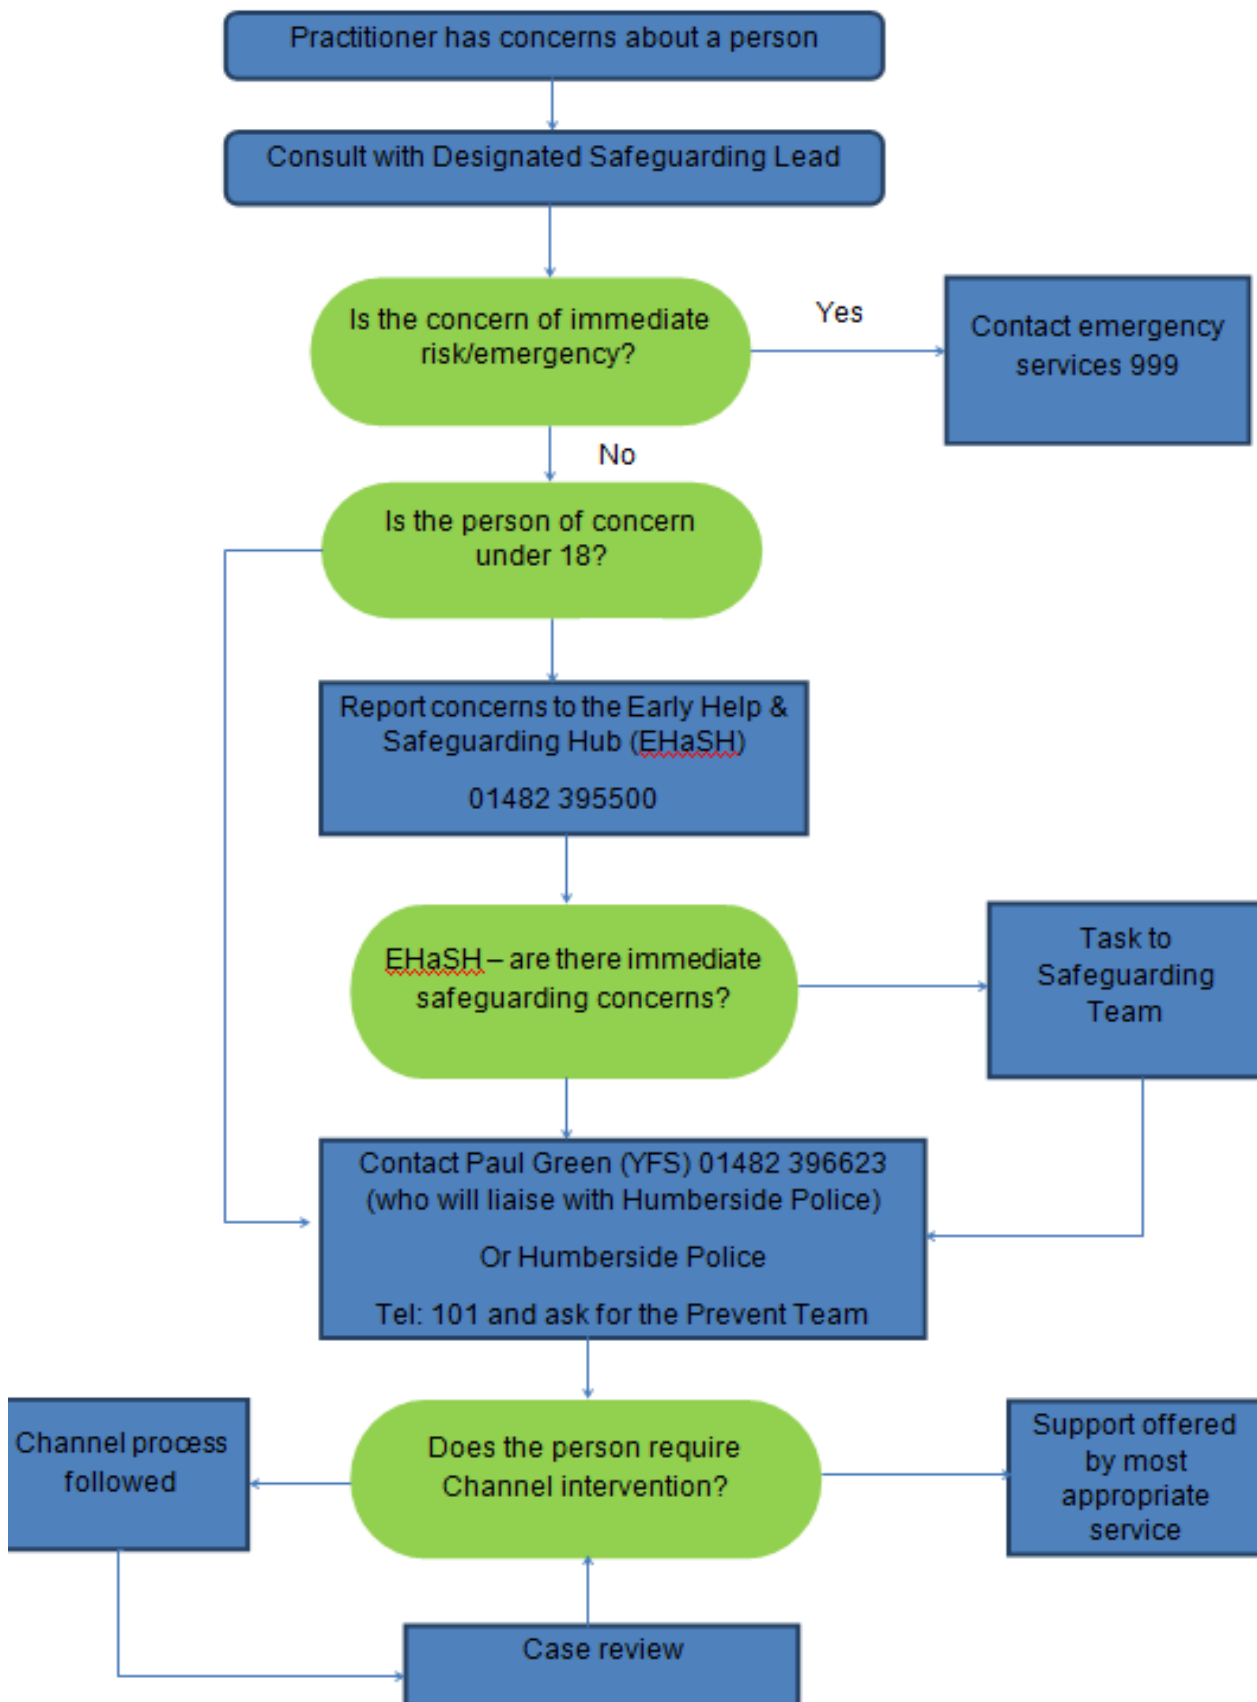 Practitioner has concerns about a person
Consult with Designated Safeguarding Lead
Is the concern of immediate
risk/emergency?
Yes
Contact emergency
services 999
No
Is the person of concern
under 18?
Report concerns to the Early Help &
Safeguarding Hub (EHaSH)
01482 395500
EHaSH – are there immediate
safeguarding concerns?
Task to
Safeguarding
Team
Contact Paul Green (YFS) 01482 396623
(who will liaise with Humberside Police)
Or Humberside Police
Tel: 101 and ask for the Prevent Team
Channel process
followed
Does the person require
Channel intervention?
Support offered
by most
appropriate
service
Case review